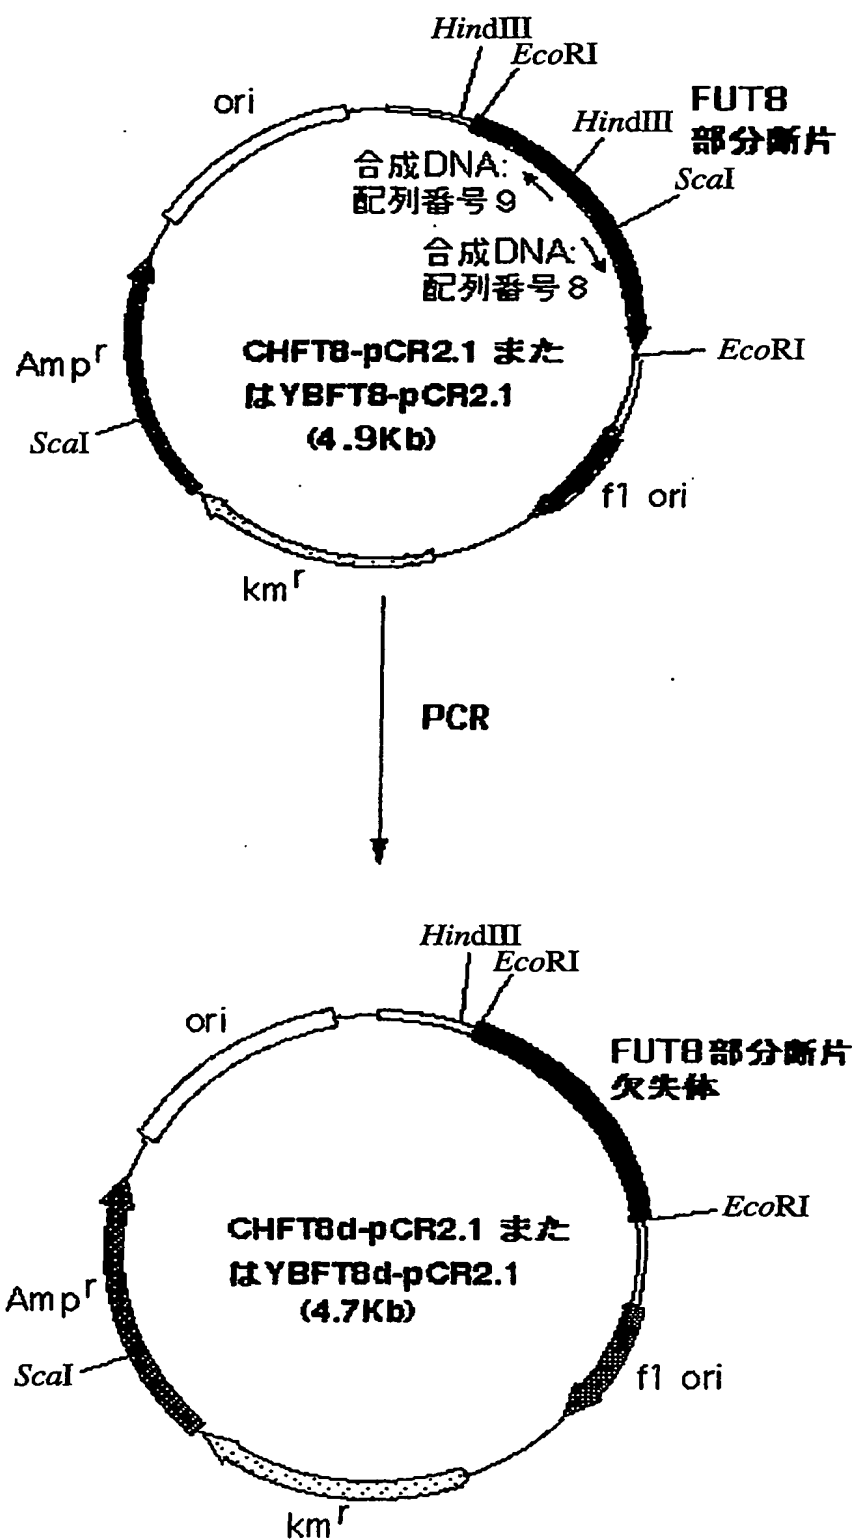 HindIII
EcoRI
ori
FUT8
部分断片
HindIII
ScaI
合成DNA:
配列番号9
合成DNA:
配列番号8
CHFT8-pCR2.1 また
はYBFT8-pCR2.1
(4.9Kb)
EcoRI
Ampʳ
ScaI
f1 ori
kmʳ
PCR
HindIII
EcoRI
ori
FUT8部分断片
欠失体
EcoRI
CHFT8d-pCR2.1 また
はYBFT8d-pCR2.1
(4.7Kb)
Ampʳ
ScaI
f1 ori
kmʳ